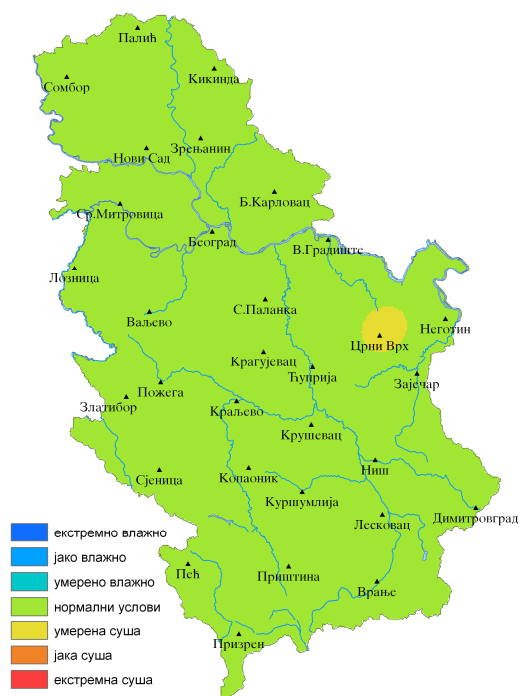 Палић
Кикинда
Сомбор
Зрењанин
Нови Сад
Б.Карловац
Ср.Митровица
Београд
В.Градиште
Лозница
С.Паланка
Ваљево
Неготин
Црни Врх
Крагујевац
Ћуприја
Зајечар
Пожега
Златибор
Краљево
Крушевац
Ниш
Сјеница
Копаоник
Куршумлија
Лесковац
Димитровград
Пећ
Приштина
Врање
Призрен
екстремно влажно
јако влажно
умерено влажно
нормални услови
умерена суша
јака суша
екстремна суша